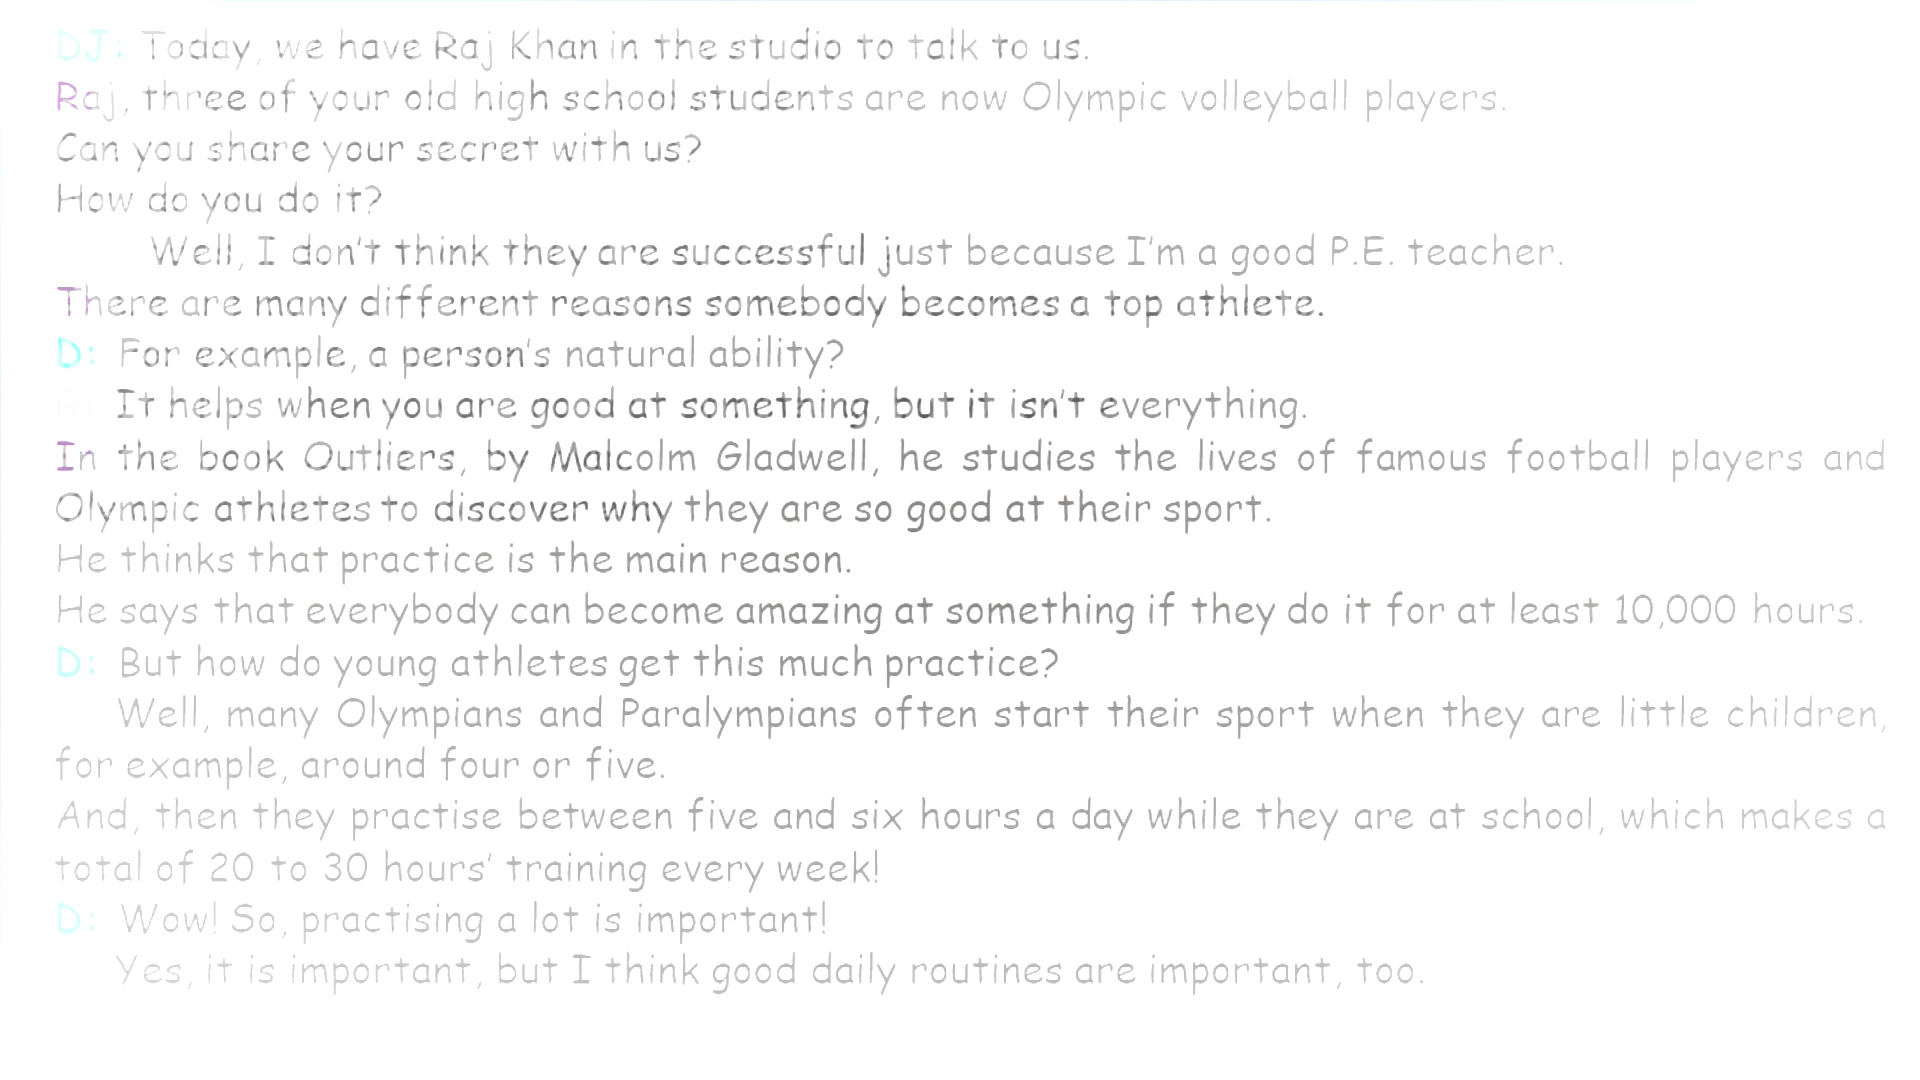 DJ: Today, we have Raj Khan in the studio to talk to us.
Raj, three of your old high school students are now Olympic volleyball players.
Can you share your secret with us?
How do you do it?
Well, I don't think they are successful just because I'm a good P.E. teacher.
There are many different reasons somebody becomes a top athlete.
D: For example, a person's natural ability?
It helps when you are good at something, but it isn't everything.
In the book Outliers, by Malcolm Gladwell, he studies the lives of famous football players and
Olympic athletes to discover why they are so good at their sport.
He thinks that practice is the main reason.
He says that everybody can become amazing at something if they do it for at least 10,000 hours.
D: But how do young athletes get this much practice?
Well, many Olympians and Paralympians often start their sport when they are little children,
for example, around four or five.
And, then they practise between five and six hours a day while they are at school, which makes a
total of 20 to 30 hours' training every week!
D: Wow! So, practising a lot is important!
Yes, it is important, but I think good daily routines are important, too.